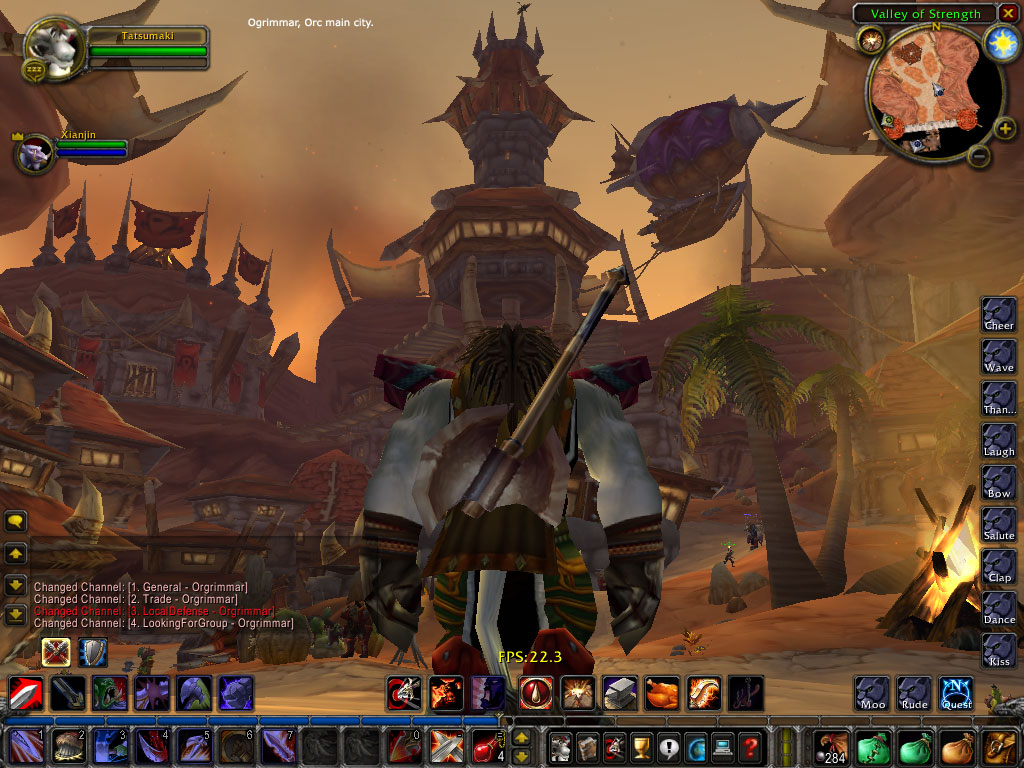 Ogrimmar, Orc main city.
Valley of Strength
Tatsumaki
N
zzz
Xianjin
Cheer
Wave
Than...
Laugh
Bow
Salute
Clap
Dance
Kiss
Changed Channel: [1. General - Orgrimmar]
Changed Channel: [2. Trade - Orgrimmar]
Changed Channel: [3. LocalDefense - Orgrimmar]
Changed Channel: [4. LookingForGroup - Orgrimmar]
FPS:22.3
Moo
Rude
Quest
1
2
3
4
5
6
7
0
4
284